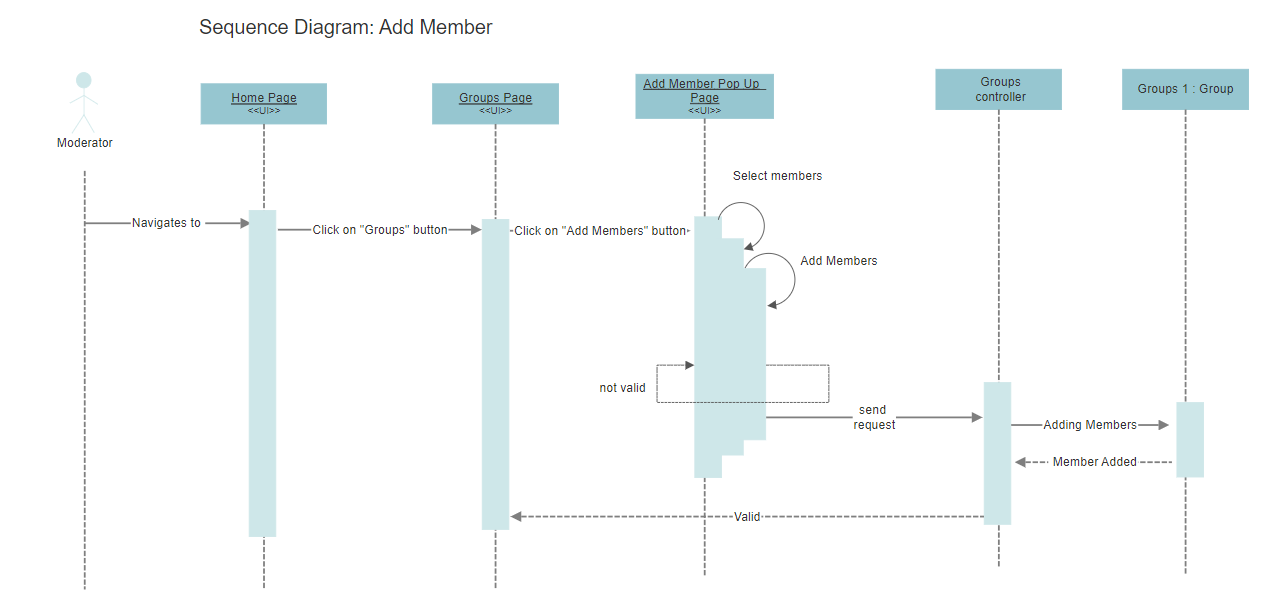 Sequence Diagram: Add Member
Moderator
Home Page
<<UI>>
Groups Page
<<UI>>
Add Member Pop Up
Page
<<UI>>
Groups
controller
Groups 1 : Group
Select members
Navigates to
Click on "Groups" button
Click on "Add Members" button
Add Members
not valid
send
request
Adding Members
Member Added
Valid